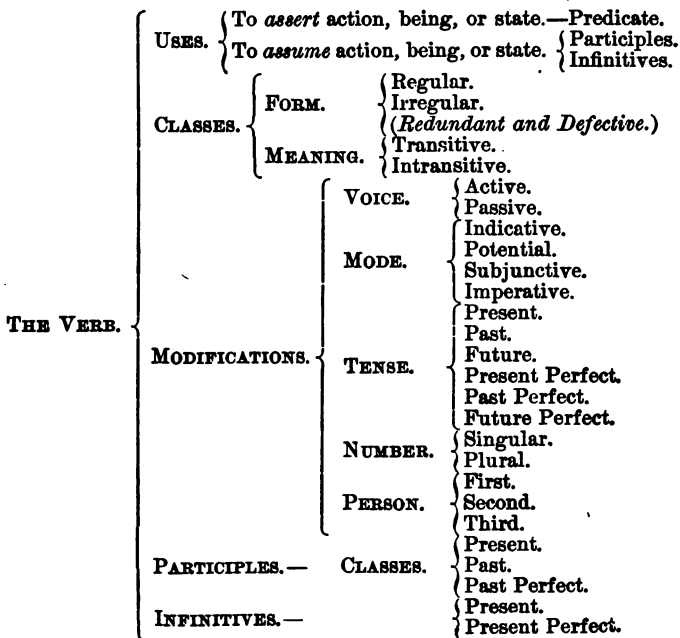 To assert action, being, or state.—Predicate.
USES.
To assume action, being, or state.
Participles.
Infinitives.
CLASSES.
FORM.
Regular.
Irregular.
(Redundant and Defective.)
MEANING.
Transitive.
Intransitive.
THE VERB.
MODIFICATIONS.
VOICE.
Active.
Passive.
MODE.
Indicative.
Potential.
Subjunctive.
Imperative.
TENSE.
Present.
Past.
Future.
Present Perfect.
Past Perfect.
Future Perfect.
NUMBER.
Singular.
Plural.
PERSON.
First.
Second.
Third.
PARTICIPLES.—
CLASSES.
Present.
Past.
Past Perfect.
INFINITIVES.—
Present.
Present Perfect.